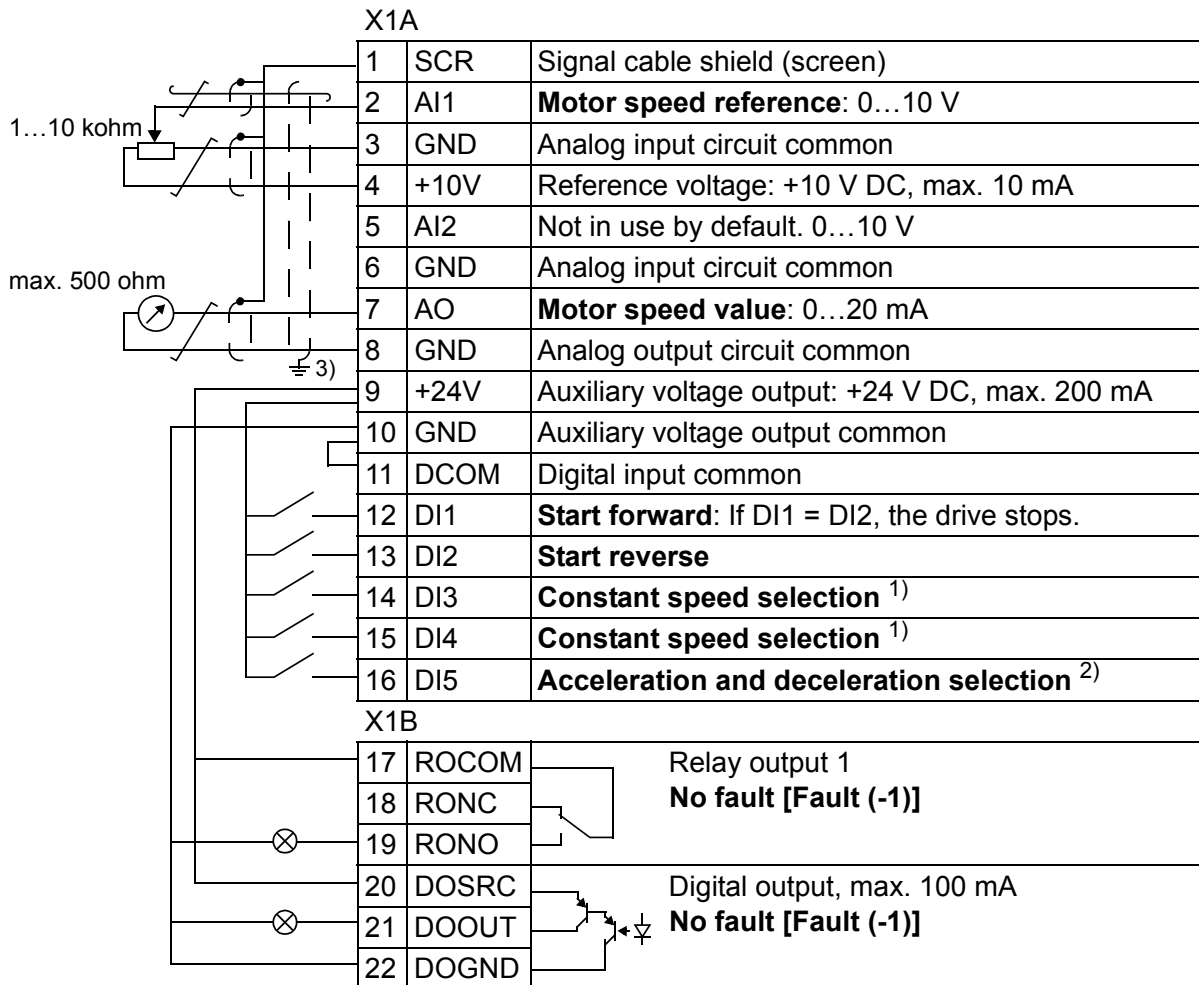 X1A
1 SCR Signal cable shield (screen)
2 AI1 Motor speed reference: 0…10 V
1…10 kohm
3 GND Analog input circuit common
4 +10V Reference voltage: +10 V DC, max. 10 mA
5 AI2 Not in use by default. 0…10 V
6 GND Analog input circuit common
max. 500 ohm
7 AO Motor speed value: 0…20 mA
8 GND Analog output circuit common
3)
9 +24V Auxiliary voltage output: +24 V DC, max. 200 mA
10 GND Auxiliary voltage output common
11 DCOM Digital input common
12 DI1 Start forward: If DI1 = DI2, the drive stops.
13 DI2 Start reverse
14 DI3 Constant speed selection 1)
15 DI4 Constant speed selection 1)
16 DI5 Acceleration and deceleration selection 2)
X1B
17 ROCOM Relay output 1
18 RONC No fault [Fault (-1)]
19 RONO
20 DOSRC Digital output, max. 100 mA
21 DOOUT No fault [Fault (-1)]
22 DOGND